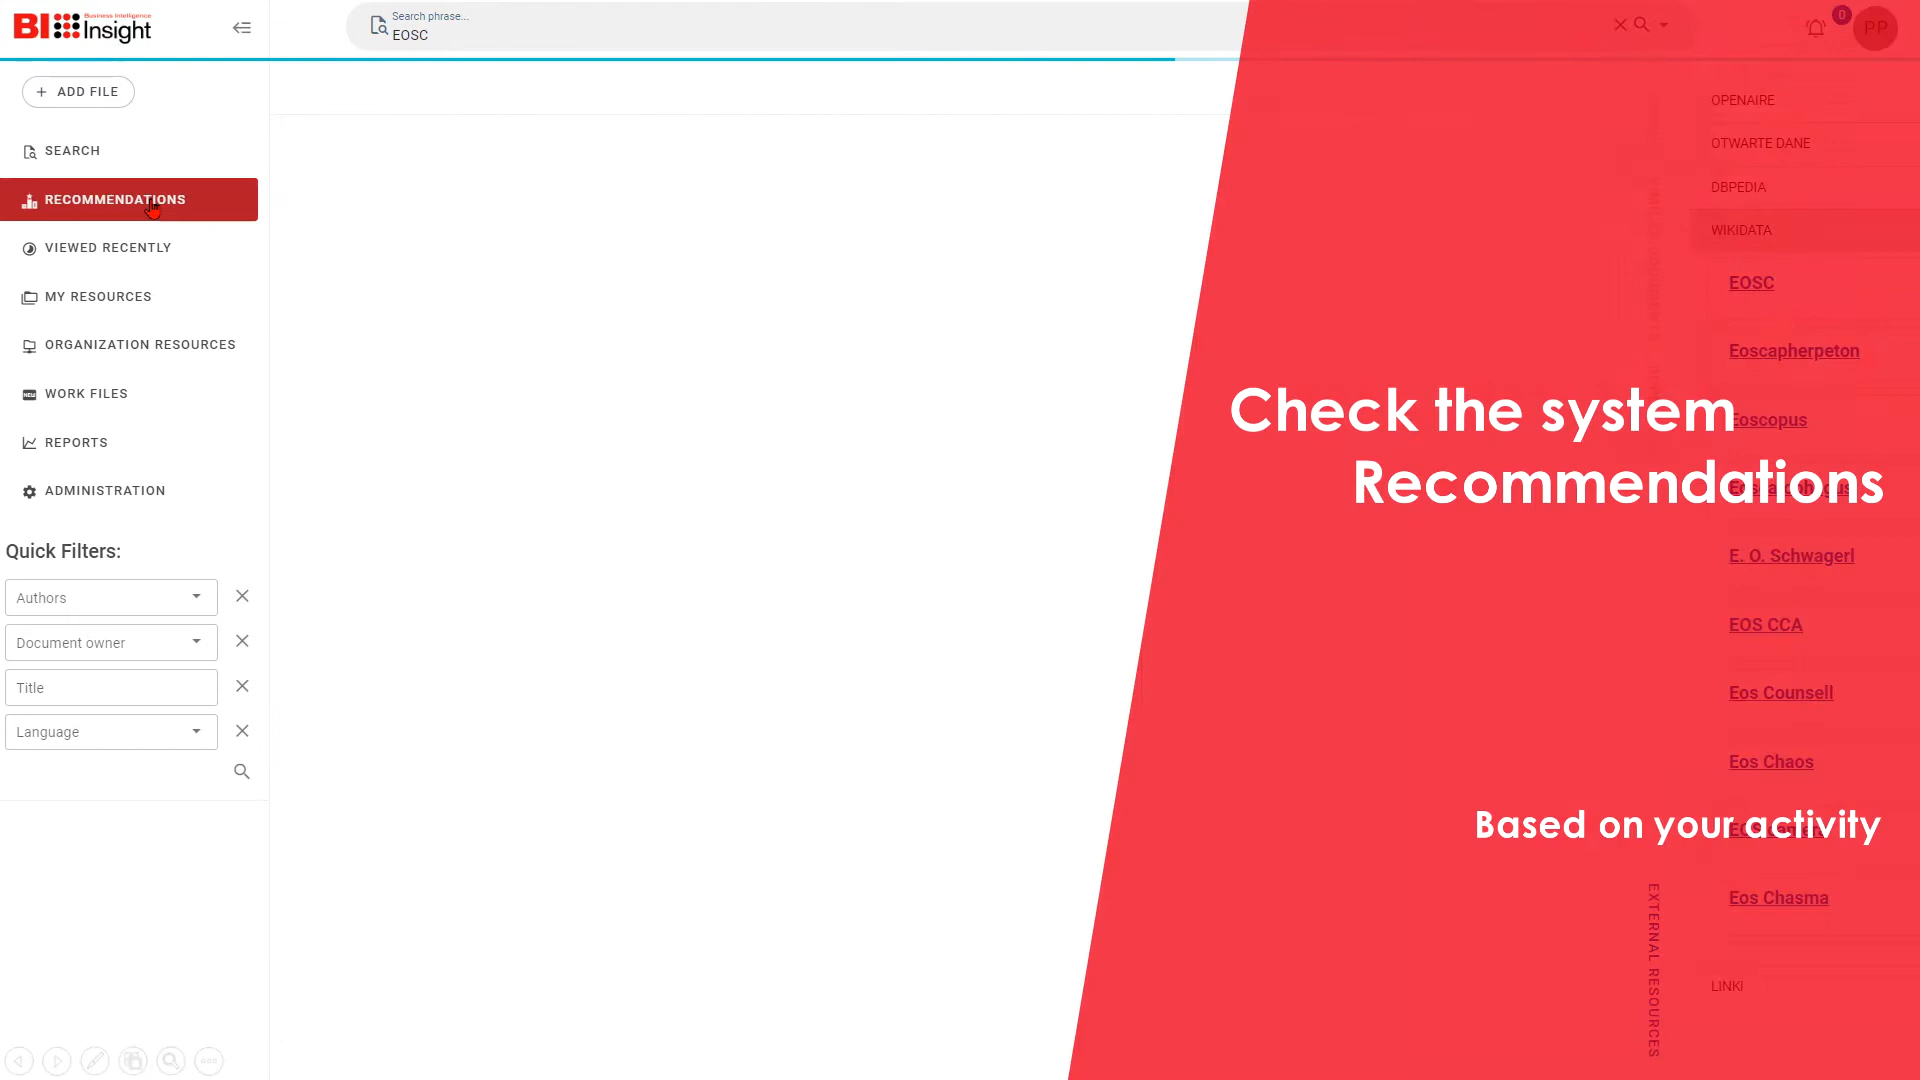 BI Insight
Business Intelligence
Search phrase...
EOSC
0
PP
ADD FILE
SEARCH
RECOMMENDATIONS
VIEWED RECENTLY
MY RESOURCES
ORGANIZATION RESOURCES
WORK FILES
NEW
REPORTS
ADMINISTRATION
Quick Filters:
Authors
Document owner
Title
Language
Check the system
Recommendations
Based on your activity
OPENAIRE
OTWARTE DANE
DBPEDIA
WIKIDATA
EOSC
Eoscapherpeton
Eoscopus
E. O. Schwagerl
EOS CCA
Eos Counsell
Eos Chaos
Eos Chasma
LINKI
EXTERNAL RESOURCES